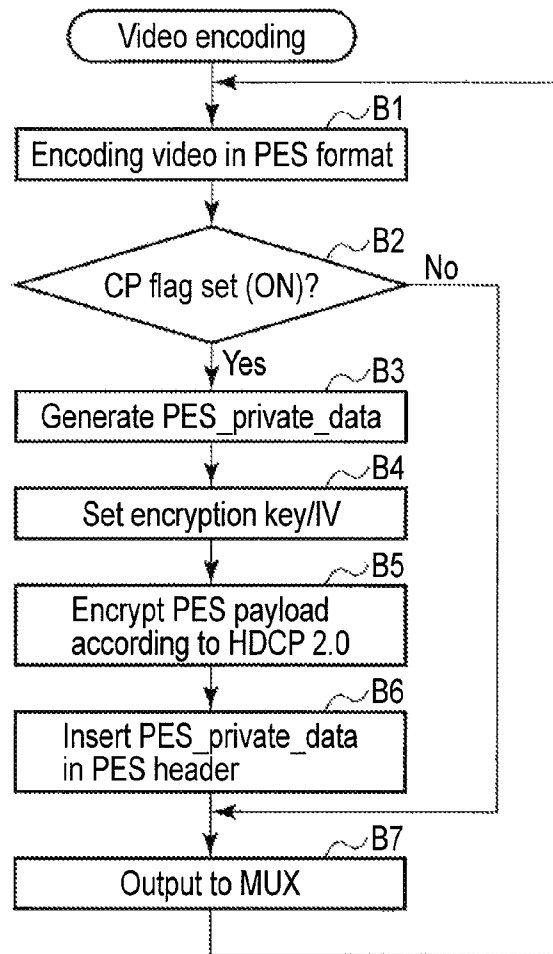 Video encoding
B1
Encoding video in PES format
B2
CP flag set (ON)?
No
Yes
B3
Generate PES_private_data
B4
Set encryption key/IV
B5
Encrypt PES payload
according to HDCP 2.0
B6
Insert PES_private_data
in PES header
B7
Output to MUX